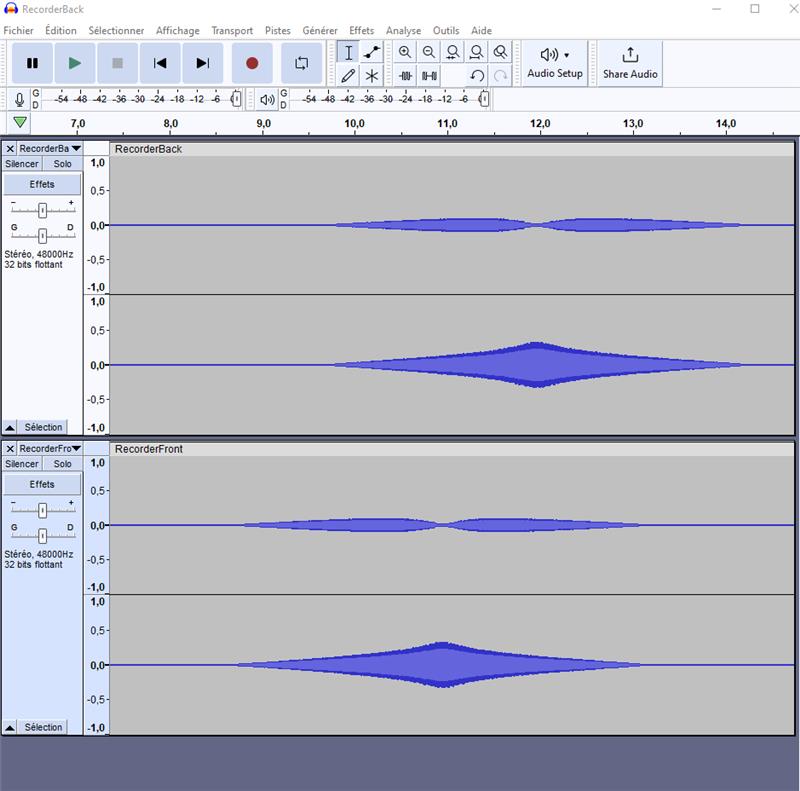 RecorderBack
Fichier Édition Sélectionner Affichage Transport Pistes Générer Effets Analyse Outils Aide
Audio Setup Share Audio
G D -54 -48 -42 -36 -30 -24 -18 -12 -6 G D -54 -48 -42 -36 -30 -24 -18 -12 -6
7,0 8,0 9,0 10,0 11,0 12,0 13,0 14,0
RecorderBa RecorderBack
Silencer Solo
Effets
- +
G D
Stéréo, 48000Hz
32 bits flottant
1,0
0,5
0,0
-0,5
-1,0
1,0
0,5
0,0
-0,5
-1,0
Sélection
RecorderFro RecorderFront
Silencer Solo
Effets
- +
G D
Stéréo, 48000Hz
32 bits flottant
1,0
0,5
0,0
-0,5
-1,0
1,0
0,5
0,0
-0,5
-1,0
Sélection